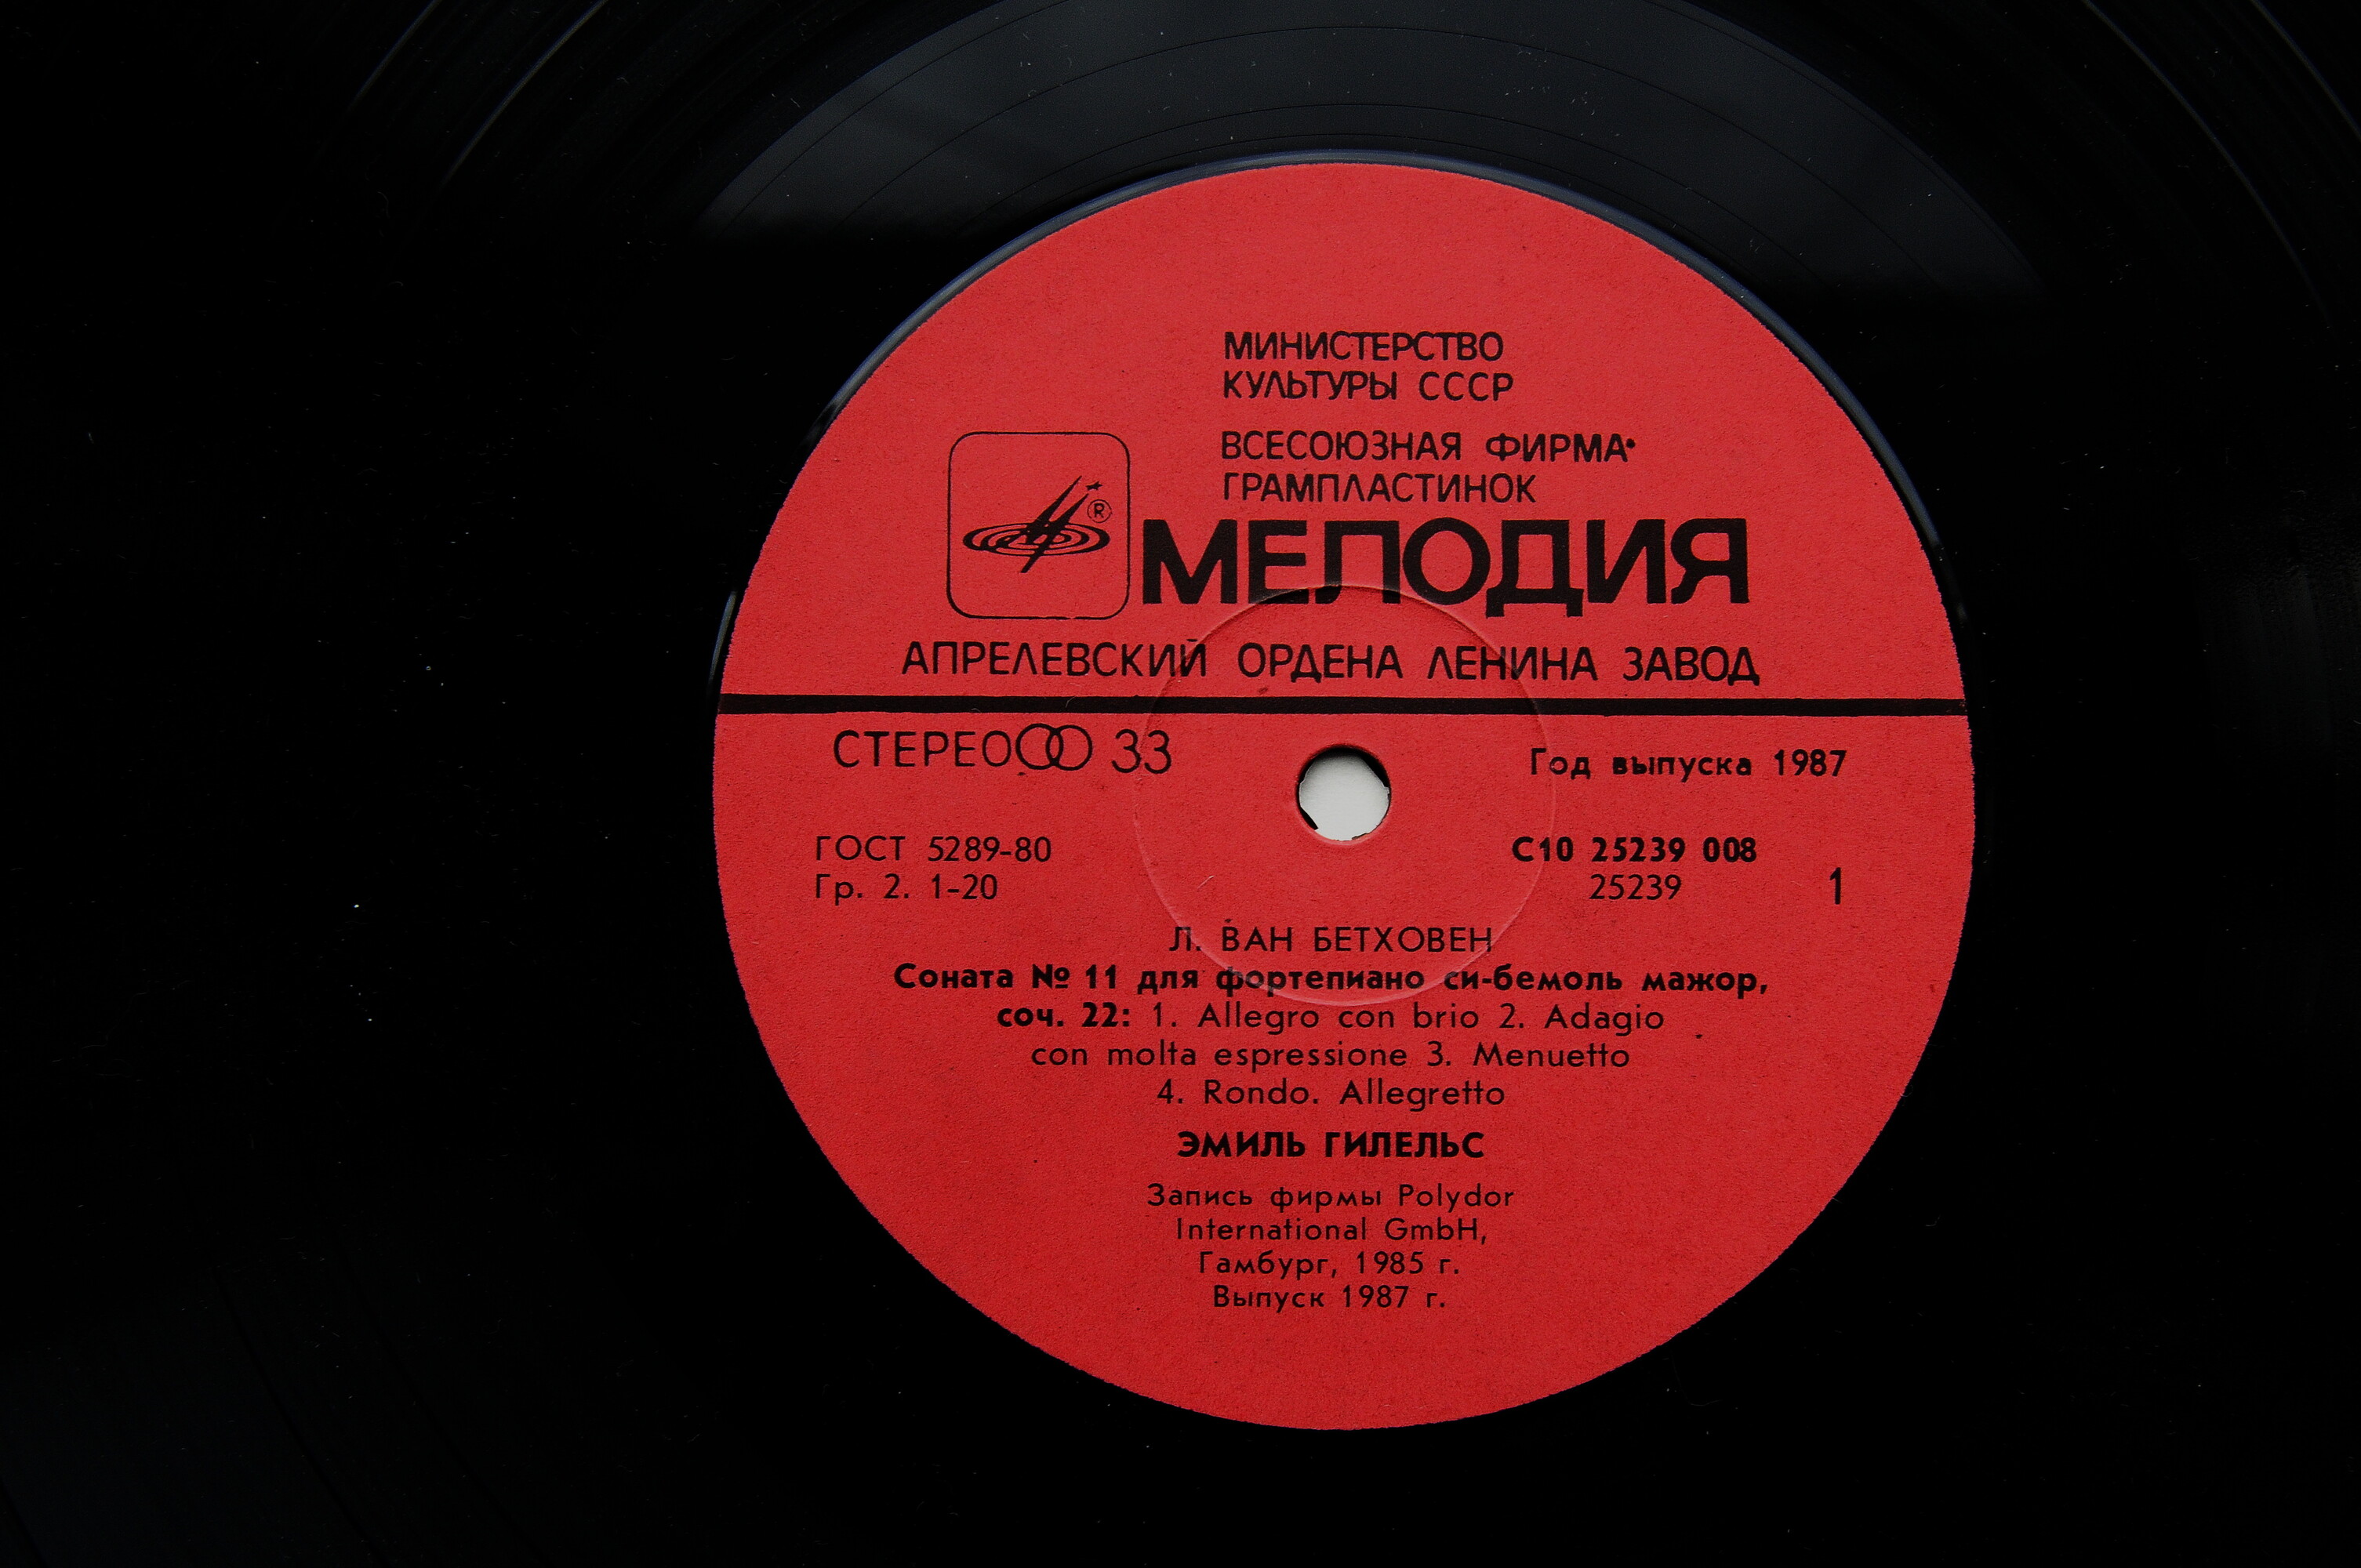 МИНИСТЕРСТВО
КУЛЬТУРЫ СССР
ВСЕСОЮЗНАЯ ФИРМА
ГРАМПЛАСТИНОК
®
МЕЛОДИЯ
АПРЕЛЕВСКИЙ ОРДЕНА ЛЕНИНА ЗАВОД
СТЕРЕО 33
Год выпуска 1987
ГОСТ 5289-80
С10 25239 008
Гр. 2. 1-20
25239
1
Л. ВАН БЕТХОВЕН
Соната № 11 для фортепиано си-бемоль мажор,
соч. 22: 1. Allegro con brio 2. Adagio
con molta espressione 3. Menuetto
4. Rondo. Allegretto
ЭМИЛЬ ГИЛЕЛЬС
Запись фирмы Polydor
International GmbH,
Гамбург, 1985 г.
Выпуск 1987 г.